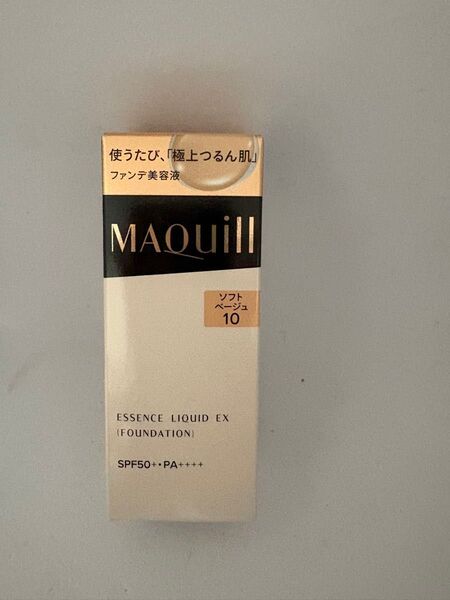 使うたび、「極上つるん肌」
ファンデ美容液
MAQuill
ソフト
ベージュ
10
ESSENCE LIQUID EX
(FOUNDATION)
SPF50+・PA++++